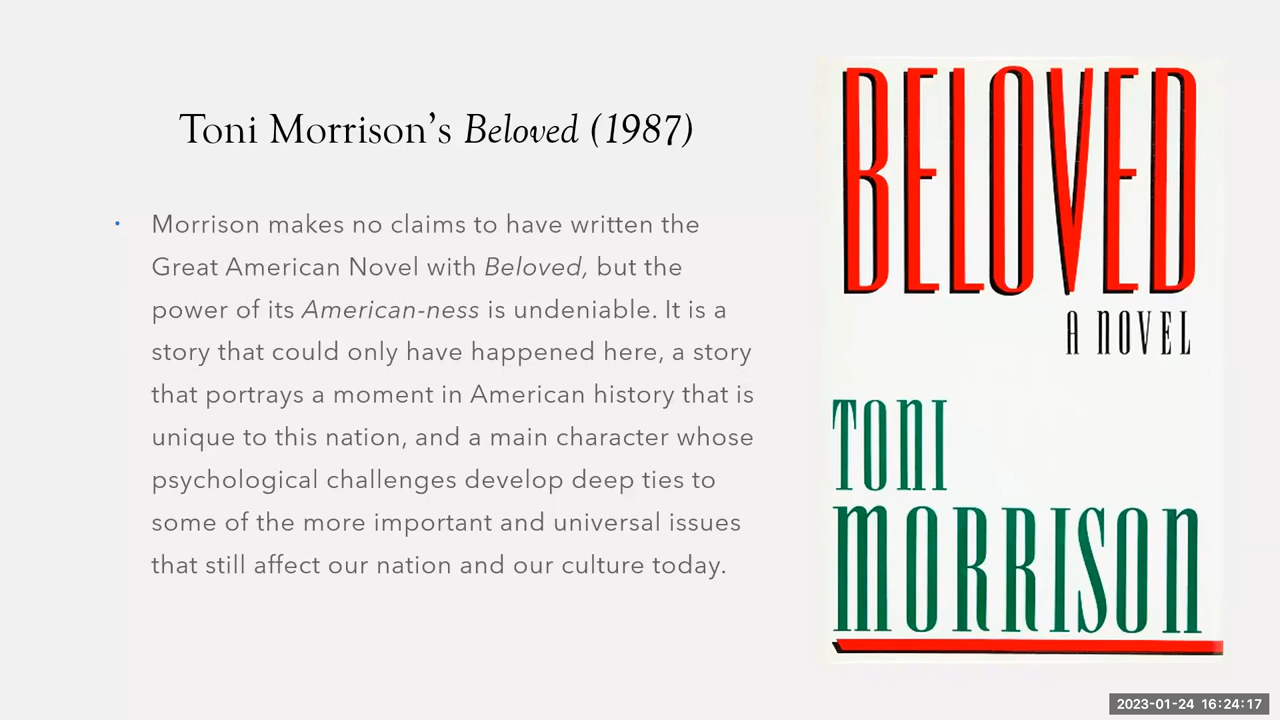 Toni Morrison's Beloved (1987)
• Morrison makes no claims to have written the
Great American Novel with Beloved, but the
power of its American-ness is undeniable. It is a
story that could only have happened here, a story
that portrays a moment in American history that is
unique to this nation, and a main character whose
psychological challenges develop deep ties to
some of the more important and universal issues
that still affect our nation and our culture today.
BELOVED
A NOVEL
TONI
MORRISON
2023-01-24 16:24:17